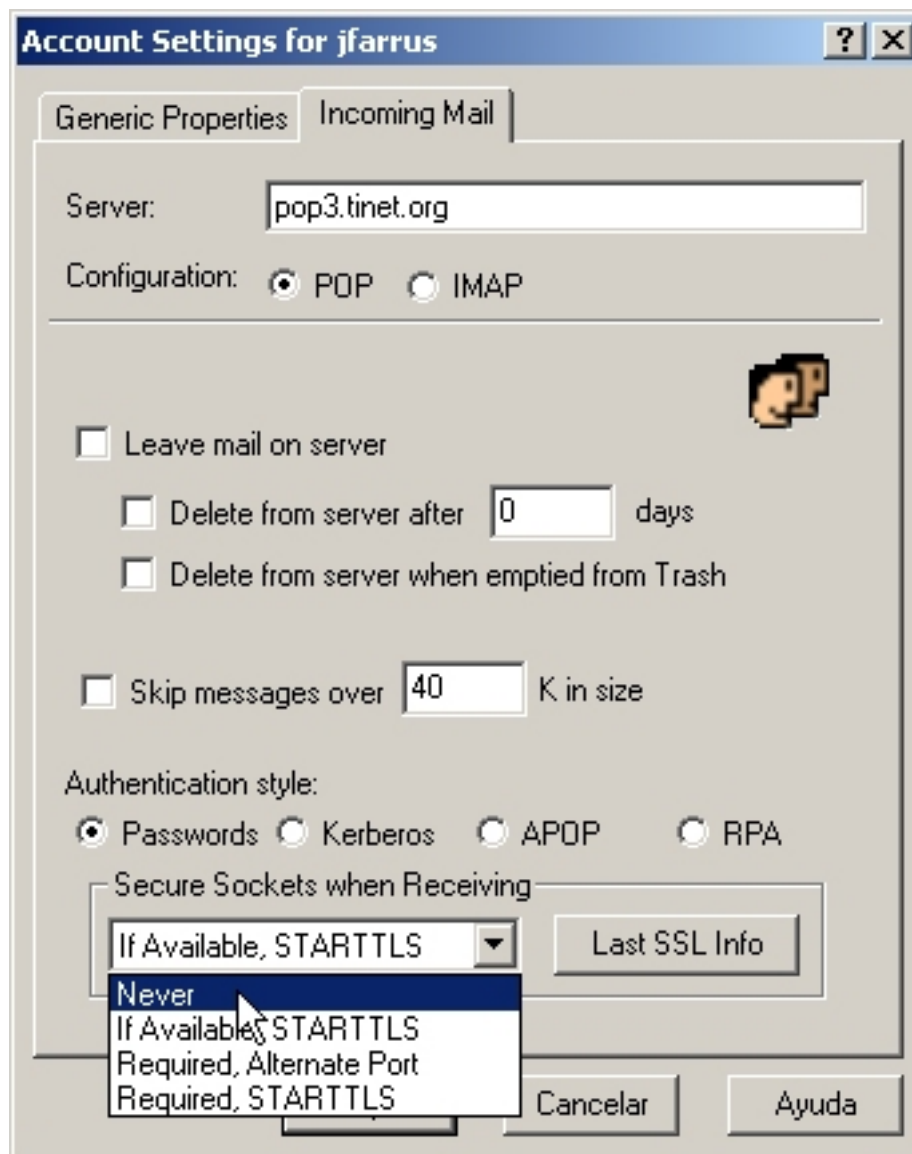 Account Settings for jfarrus
Generic Properties
Incoming Mail
Server:
pop3.tinet.org
Configuration:
POP
IMAP
Leave mail on server
Delete from server after 0 days
Delete from server when emptied from Trash
Skip messages over 40 K in size
Authentication style:
Passwords
Kerberos
APOP
RPA
Secure Sockets when Receiving
If Available, STARTTLS
Last SSL Info
Never
If Available, STARTTLS
Required, Alternate Port
Required, STARTTLS
Cancelar
Ayuda